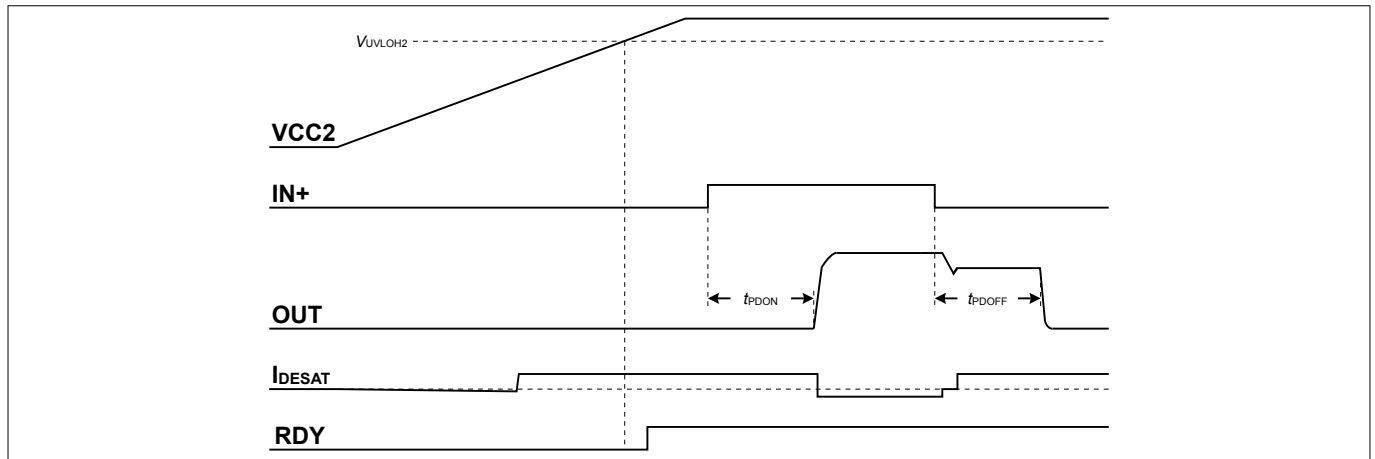 VUVLOH2
VCC2
IN+
tPDON
tPDOFF
OUT
IDESAT
RDY